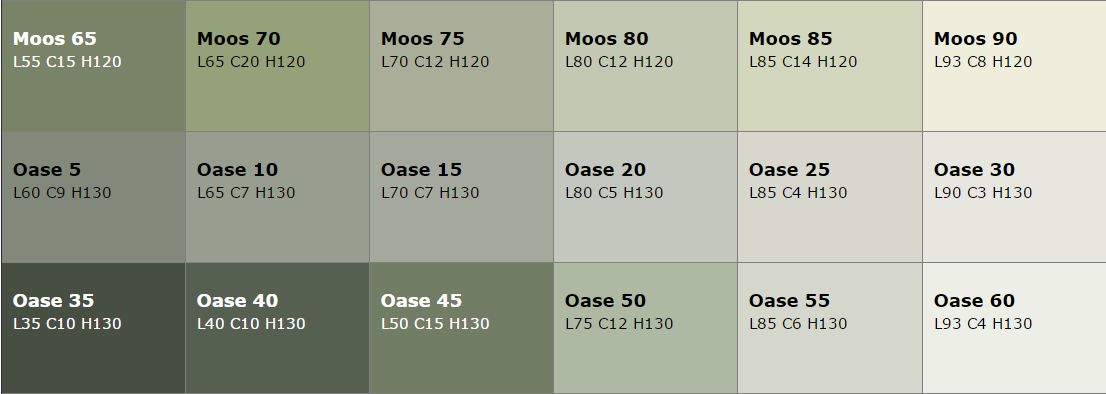 Moos 65
L55 C15 H120
Moos 70
L65 C20 H120
Moos 75
L70 C12 H120
Moos 80
L80 C12 H120
Moos 85
L85 C14 H120
Moos 90
L93 C8 H120
Oase 5
L60 C9 H130
Oase 10
L65 C7 H130
Oase 15
L70 C7 H130
Oase 20
L80 C5 H130
Oase 25
L85 C4 H130
Oase 30
L90 C3 H130
Oase 35
L35 C10 H130
Oase 40
L40 C10 H130
Oase 45
L50 C15 H130
Oase 50
L75 C12 H130
Oase 55
L85 C6 H130
Oase 60
L93 C4 H130